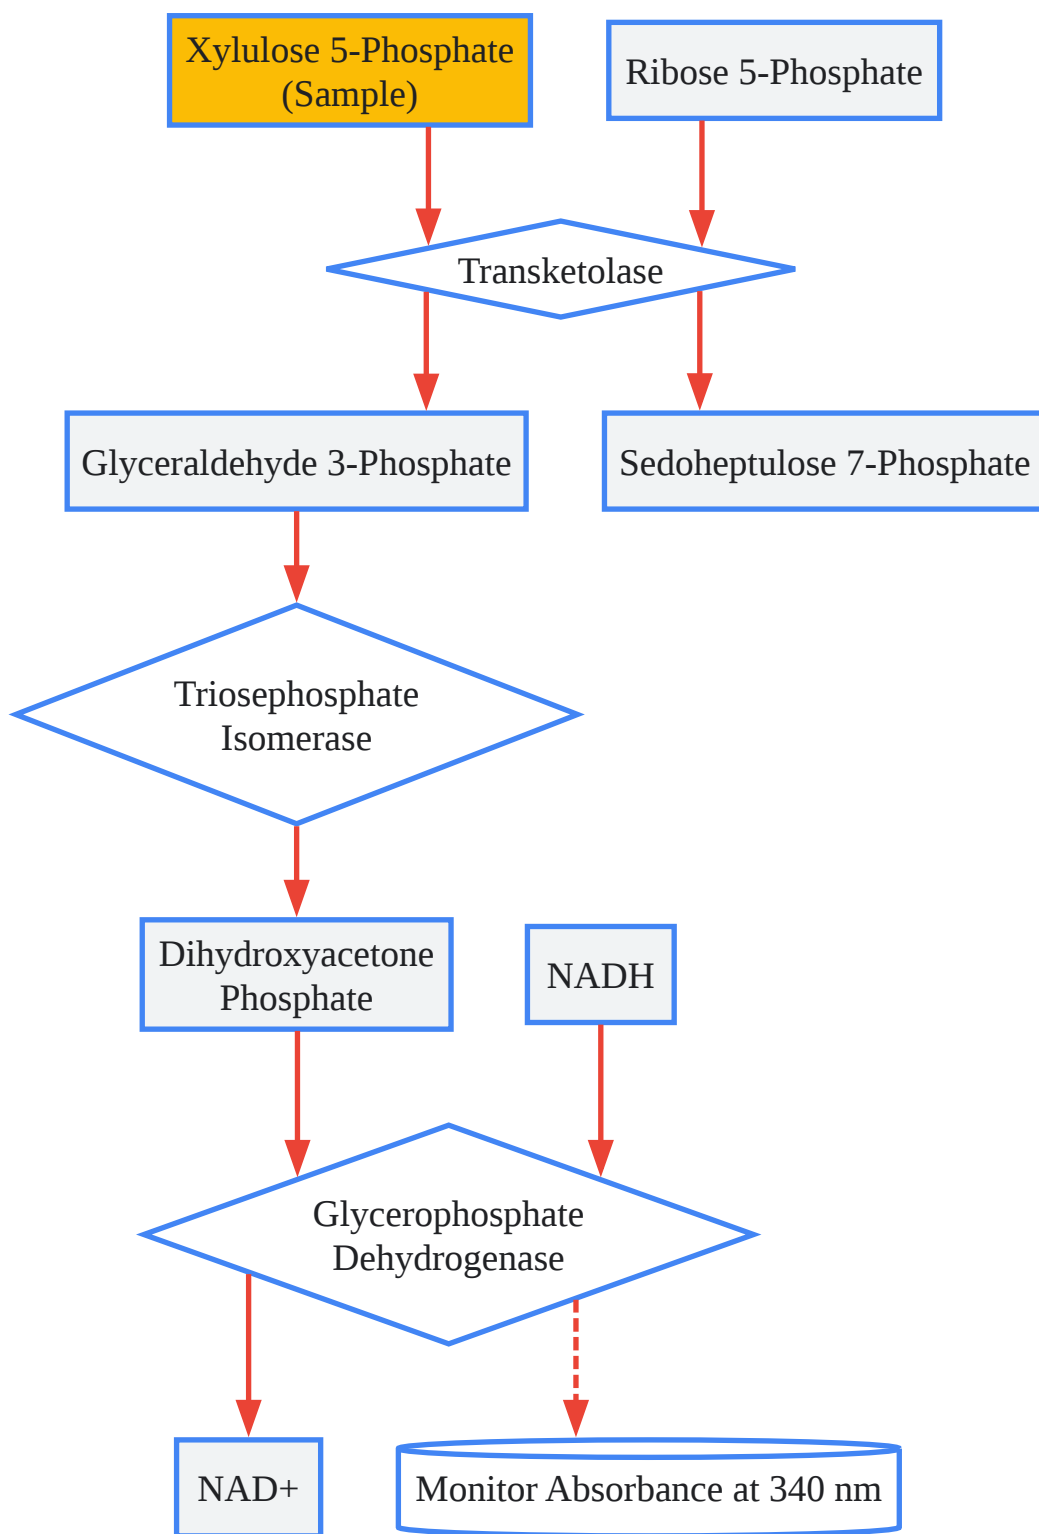 Xylulose 5-Phosphate
(Sample)
Ribose 5-Phosphate
Transketolase
Glyceraldehyde 3-Phosphate
Sedoheptulose 7-Phosphate
Triosephosphate
Isomerase
Dihydroxyacetone
Phosphate
NADH
Glycerophosphate
Dehydrogenase
NAD+
Monitor Absorbance at 340 nm